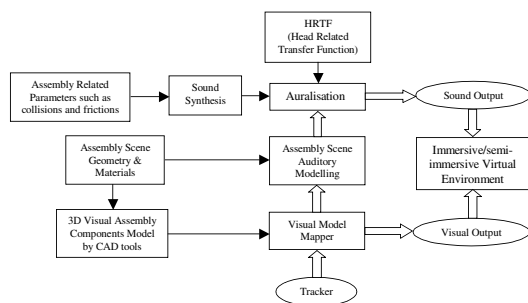 HRTF
(Head Related
Transfer Function)
Assembly Related
Parameters such as
collisions and frictions
Sound
Synthesis
Auralisation
Sound Output
Assembly Scene
Geometry &
Materials
Assembly Scene
Auditory
Modelling
Immersive/semi-
immersive Virtual
Environment
3D Visual Assembly
Components Model
by CAD tools
Visual Model
Mapper
Visual Output
Tracker